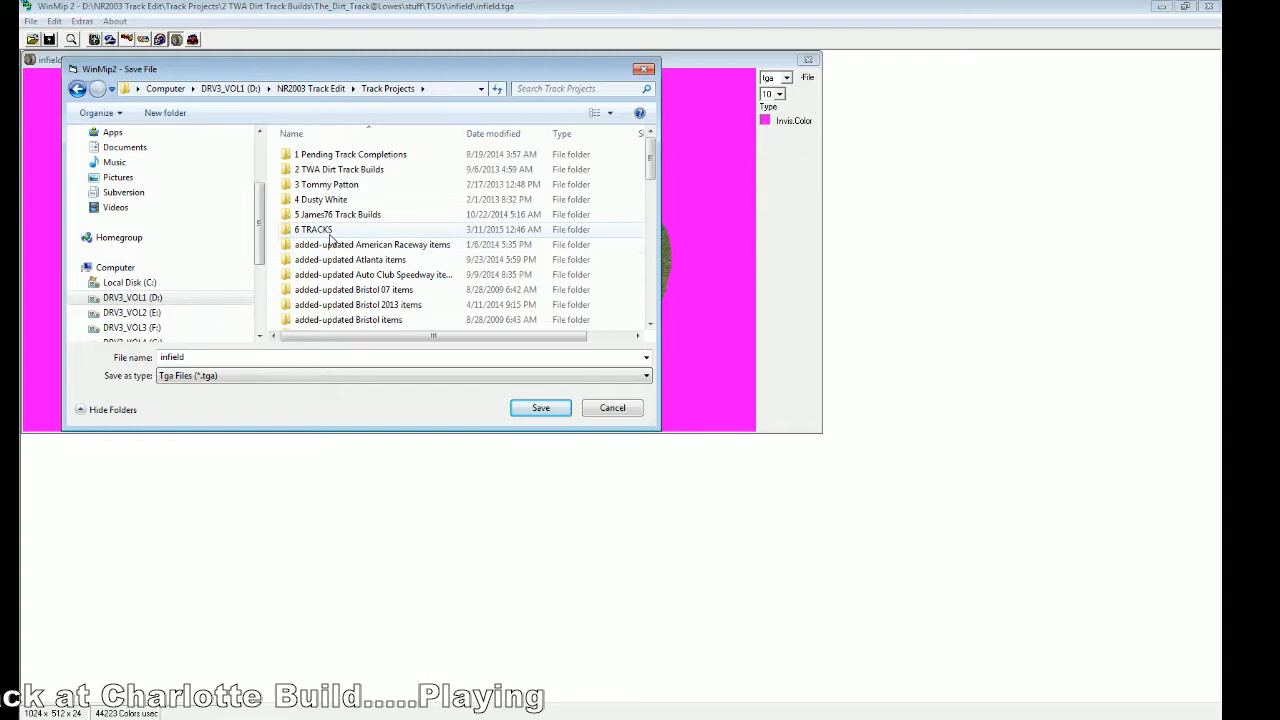 WinMip 2 - D:\NR2003 Track Edit\Track Projects\2 TWA Dirt Track Builds\The_Dirt_Track@Lowes\stuff\TSOs\infield\infield.tga
File Edit Extras About
infield
WinMip2 - Save File
Computer DRV3_VOL1 (D:) NR2003 Track Edit Track Projects Search Track Projects
tga -File
10
Type
Invis.Color
Organize New folder
Name Date modified Type S
Apps
Documents
Music
Pictures
Subversion
Videos
Homegroup
Computer
Local Disk (C:)
DRV3_VOL1 (D:)
DRV3_VOL2 (E:)
DRV3_VOL3 (F:)
1 Pending Track Completions 8/19/2014 3:57 AM File folder
2 TWA Dirt Track Builds 9/6/2013 4:59 AM File folder
3 Tommy Patton 2/17/2013 12:48 PM File folder
4 Dusty White 2/1/2013 8:32 PM File folder
5 James76 Track Builds 10/22/2014 5:16 AM File folder
6 TRACKS 3/11/2015 12:46 AM File folder
added-updated American Raceway items 1/6/2014 5:35 PM File folder
added-updated Atlanta items 9/23/2014 5:59 PM File folder
added-updated Auto Club Speedway ite... 9/9/2014 8:35 PM File folder
added-updated Bristol 07 items 8/28/2009 6:42 AM File folder
added-updated Bristol 2013 items 4/11/2014 9:15 PM File folder
added-updated Bristol items 8/28/2009 6:43 AM File folder
File name: infield
Save as type: Tga Files (*.tga)
Hide Folders Save Cancel
ck at Charlotte Build.....Playing
1024 x 512 x 24 44223 Colors usec